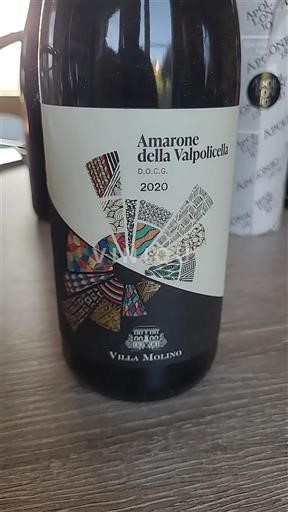 Amarone
della Valpolicella
D.O.C.G.
2020
VILLA MOLINO